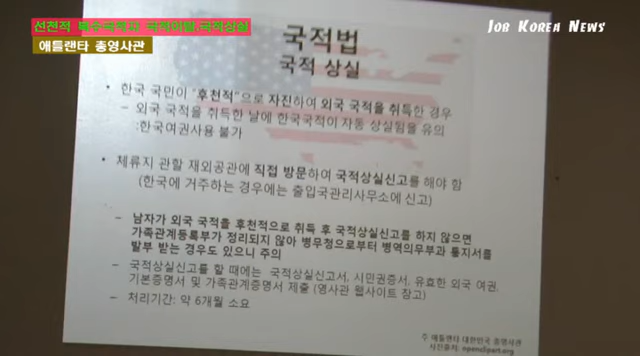 선천적 복수국적자 국적이탈.국적상실
JOB KOREA NEWS
애틀랜타 총영사관
국적법
국적 상실
• 한국 국민이 "후천적"으로 자진하여 외국 국적을 취득한 경우
– 외국 국적을 취득한 날에 한국국적이 자동 상실됨을 유의
:한국여권사용 불가
• 체류지 관할 재외공관에 직접 방문하여 국적상실신고를 해야 함
(한국에 거주하는 경우에는 출입국관리사무소에 신고)
– 남자가 외국 국적을 후천적으로 취득 후 국적상실신고를 하지 않으면
가족관계등록부가 정리되지 않아 병무청으로부터 병역의무부과 통지서를
발부 받는 경우도 있으니 주의
– 국적상실신고를 할 때에는 국적상실신고서, 시민권증서, 유효한 외국 여권,
기본증명서 및 가족관계증명서 제출 (영사관 웹사이트 참고)
– 처리기간: 약 6개월 소요
주 애틀랜타 대한민국 총영사관
사진출처: openclipart.org